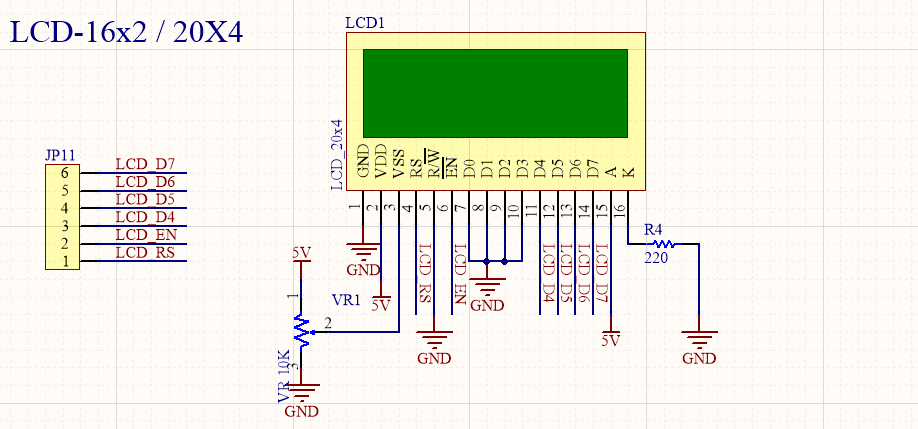 LCD-16x2 / 20X4
LCD1
LCD_20x4
GND
VDD
VSS
RS
R/W
EN
D0
D1
D2
D3
D4
D5
D6
D7
A
K
1
2
3
4
5
6
7
8
9
10
11
12
13
14
15
16
JP11
6
LCD_D7
5
LCD_D6
4
LCD_D5
3
LCD_D4
2
LCD_EN
1
LCD_RS
GND
5V
LCD_RS
GND
LCD_EN
GND
LCD_D4
LCD_D5
LCD_D6
LCD_D7
5V
R4
220
GND
5V
1
VR1
2
3
VR 10K
GND